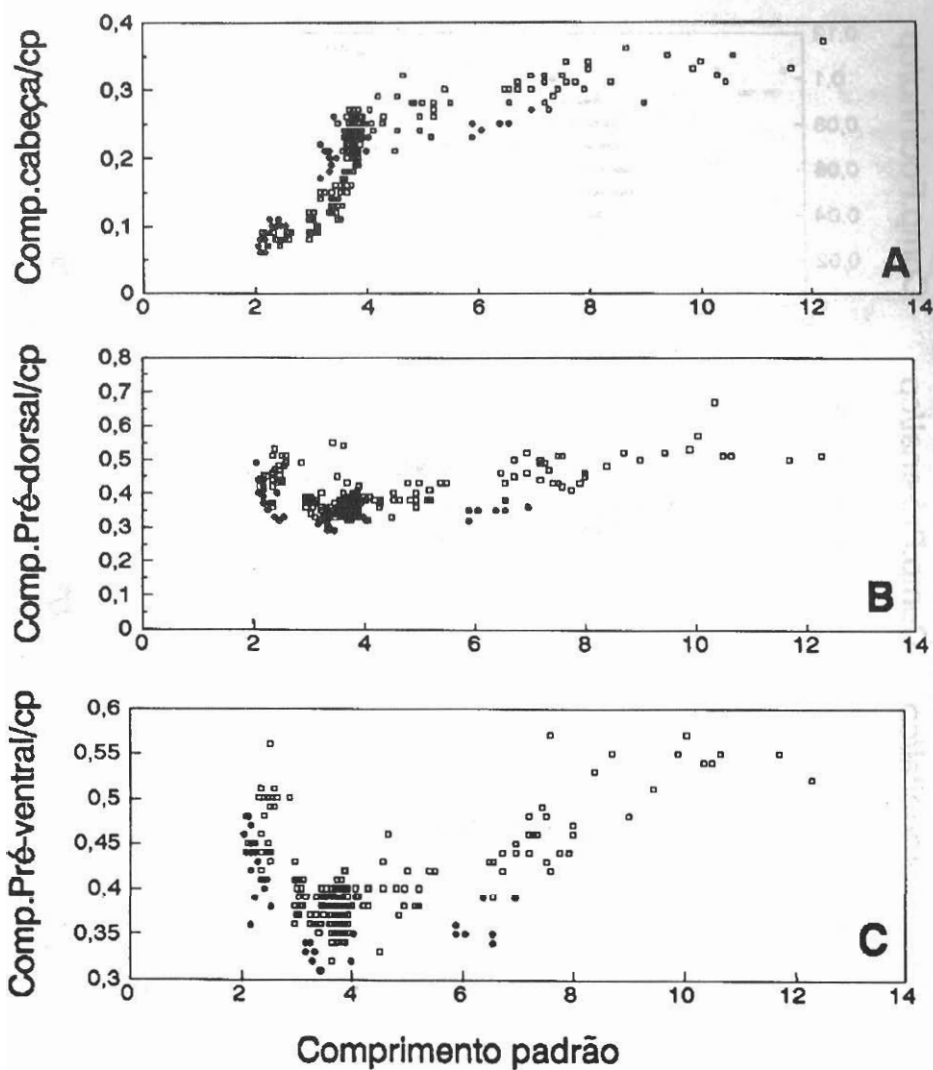 Comp.cabeça/cp
0,4
0,3
0,2
0,1
0
0 2 4 6 8 10 12 14
A
Comp.Pré-dorsal/cp
0,8
0,7
0,6
0,5
0,4
0,3
0,2
0,1
0
0 2 4 6 8 10 12 14
B
Comp.Pré-ventral/cp
0,6
0,55
0,5
0,45
0,4
0,35
0,3
0 2 4 6 8 10 12 14
C
Comprimento padrão